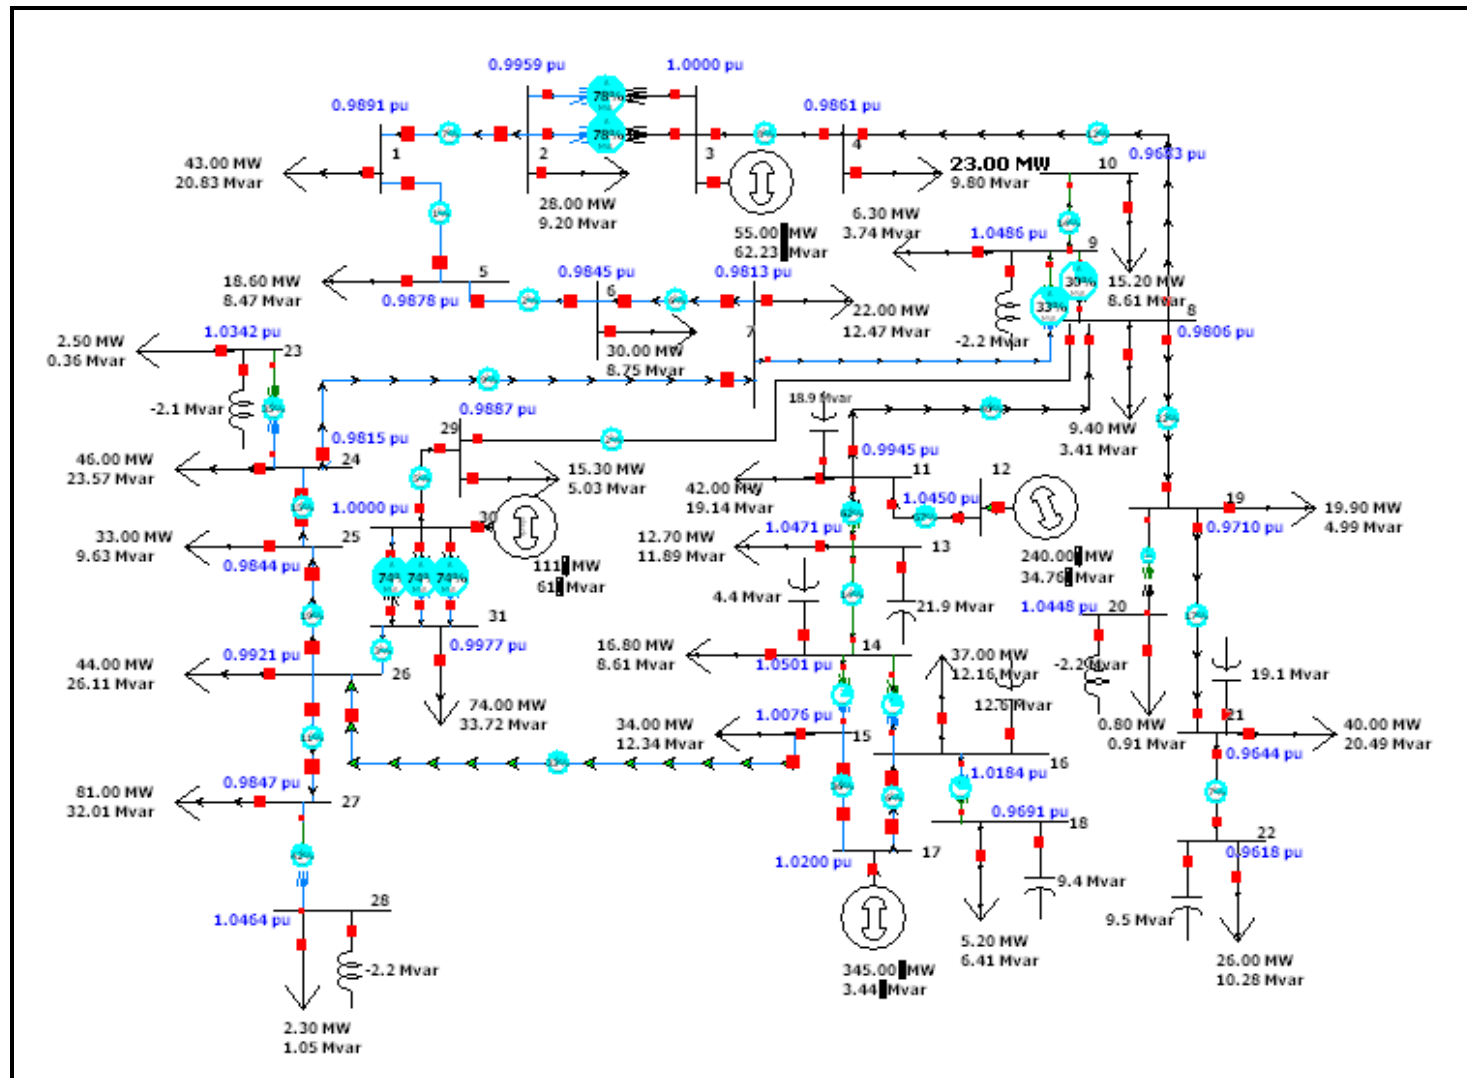 0.9959 pu
1.0000 pu
0.9891 pu
78%
0.9861 pu
78%
1
2
3
4
0.9683 pu
43.00 MW
20.83 Mvar
23.00 MW
9.80 Mvar
10
28.00 MW
9.20 Mvar
6.30 MW
3.74 Mvar
55.00 MW
62.23 Mvar
1.0486 pu
9
18.60 MW
8.47 Mvar
5
0.9878 pu
0.9845 pu
6
0.9813 pu
7
30%
33%
15.20 MW
8.61 Mvar
8
0.9806 pu
22.00 MW
12.47 Mvar
-2.2 Mvar
30.00 MW
8.75 Mvar
2.50 MW
0.36 Mvar
1.0342 pu
23
-2.1 Mvar
0.9887 pu
29
18.9 Mvar
9.40 MW
3.41 Mvar
0.9815 pu
24
46.00 MW
23.57 Mvar
15.30 MW
5.03 Mvar
0.9945 pu
11
12
42.00 MW
19.14 Mvar
1.0450 pu
19
19.90 MW
4.99 Mvar
0.9710 pu
1.0000 pu
30
33.00 MW
9.63 Mvar
25
0.9844 pu
111 MW
61 Mvar
1.0471 pu
12.70 MW
11.89 Mvar
13
240.00 MW
34.76 Mvar
74%
74%
74%
4.4 Mvar
21.9 Mvar
1.0448 pu
20
31
0.9977 pu
16.80 MW
8.61 Mvar
14
1.0501 pu
37.00 MW
12.16 Mvar
12.6 Mvar
-2.2 Mvar
19.1 Mvar
44.00 MW
26.11 Mvar
0.9921 pu
26
74.00 MW
33.72 Mvar
34.00 MW
12.34 Mvar
1.0076 pu
15
16
1.0184 pu
0.80 MW
0.91 Mvar
21
40.00 MW
20.49 Mvar
0.9644 pu
81.00 MW
32.01 Mvar
0.9847 pu
27
0.9691 pu
18
22
0.9618 pu
1.0200 pu
17
9.4 Mvar
9.5 Mvar
1.0464 pu
28
-2.2 Mvar
5.20 MW
6.41 Mvar
345.00 MW
3.44 Mvar
26.00 MW
10.28 Mvar
2.30 MW
1.05 Mvar